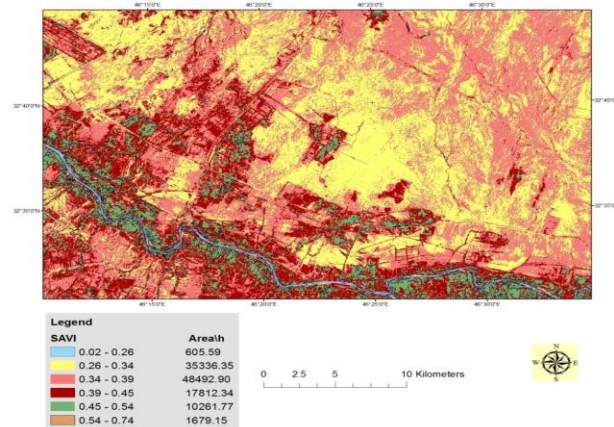 46°15'0"E 46°20'0"E 46°25'0"E 46°30'0"E
32°40'0"N 32°40'0"N
32°35'0"N 32°35'0"N
46°15'0"E 46°20'0"E 46°25'0"E 46°30'0"E
Legend
SAVI Area\h
0.02 - 0.26 605.59
0.26 - 0.34 35336.35
0.34 - 0.39 48492.90
0.39 - 0.45 17812.34
0.45 - 0.54 10261.77
0.54 - 0.74 1679.15
0 2.5 5 10 Kilometers
N
W E
S